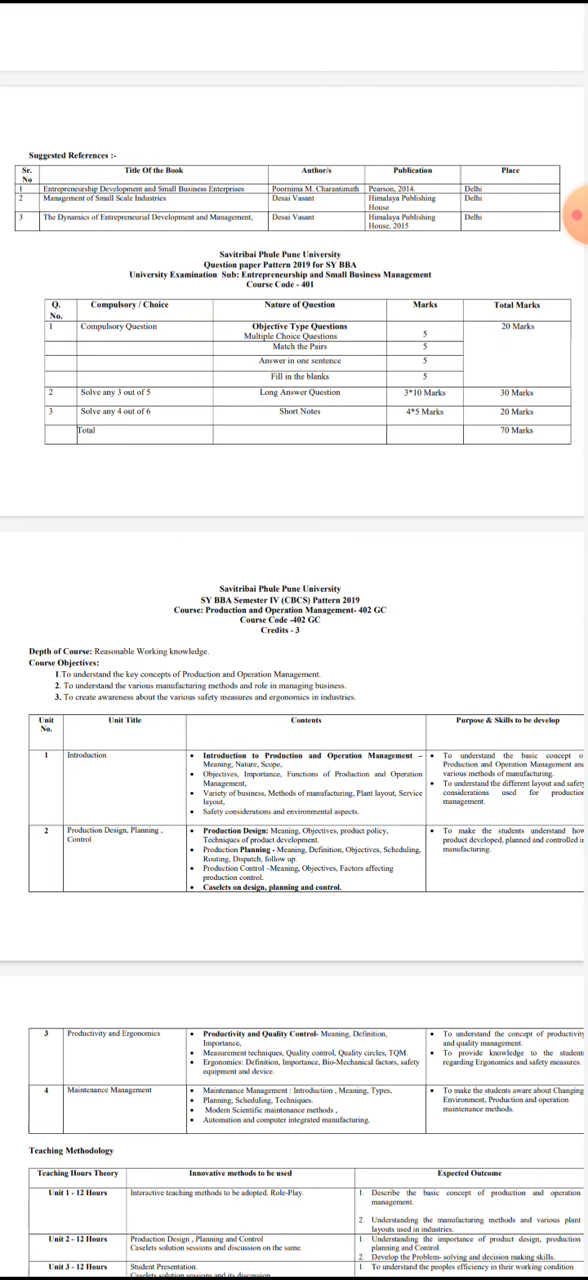 Suggested References :-
Sr. No Title Of the Book Author/s Publication Place
1 Entrepreneurship Development and Small Business Enterprises Poornima M. Charantimath Pearson, 2014. Delhi
2 Management of Small Scale Industries Desai Vasant Himalaya Publishing House Delhi
3 The Dynamics of Entrepreneurial Development and Management, Desai Vasant Himalaya Publishing House, 2015 Delhi
Savitribai Phule Pune University
Question paper Pattern 2019 for SY BBA
University Examination Sub: Entrepreneurship and Small Business Management
Course Code - 401
Q. No. Compulsory / Choice Nature of Question Marks Total Marks
1 Compulsory Question Objective Type Questions 20 Marks
Multiple Choice Questions 5
Match the Pairs 5
Answer in one sentence 5
Fill in the blanks 5
2 Solve any 3 out of 5 Long Answer Question 3*10 Marks 30 Marks
3 Solve any 4 out of 6 Short Notes 4*5 Marks 20 Marks
Total 70 Marks
Savitribai Phule Pune University
SY BBA Semester IV (CBCS) Pattern 2019
Course: Production and Operation Management- 402 GC
Course Code -402 GC
Credits - 3
Depth of Course: Reasonable Working knowledge.
Course Objectives:
1.To understand the key concepts of Production and Operation Management.
2. To understand the various manufacturing methods and role in managing business.
3. To create awareness about the various safety measures and ergonomics in industries.
Unit No. Unit Title Contents Purpose & Skills to be develop
1 Introduction
• Introduction to Production and Operation Management –
Meaning, Nature, Scope,
• Objectives, Importance, Functions of Production and Operation
Management,
• Variety of business, Methods of manufacturing, Plant layout, Service
layout,
• Safety considerations and environmental aspects.
• To understand the basic concept o
Production and Operation Management and
various methods of manufacturing.
• To understand the different layout and safety
considerations used for production
management.
2 Production Design, Planning ,
Control
• Production Design: Meaning, Objectives, product policy,
Techniques of product development.
• Production Planning - Meaning, Definition, Objectives, Scheduling,
Routing, Dispatch, follow up.
• Production Control –Meaning, Objectives, Factors affecting
production control.
• Caselets on design, planning and control.
• To make the students understand how
product developed, planned and controlled in
manufacturing.
3 Productivity and Ergonomics
• Productivity and Quality Control- Meaning, Definition,
Importance,
• Measurement techniques, Quality control, Quality circles, TQM.
• Ergonomics: Definition, Importance, Bio-Mechanical factors, safety
equipment and device
• To understand the concept of productivity
and quality management.
• To provide knowledge to the students
regarding Ergonomics and safety measures.
4 Maintenance Management
• Maintenance Management : Introduction , Meaning, Types,
• Planning, Scheduling, Techniques.
• Modern Scientific maintenance methods ,
• Automation and computer integrated manufacturing.
• To make the students aware about Changing
Environment, Production and operation
maintenance methods.
Teaching Methodology
Teaching Hours Theory Innovative methods to be used Expected Outcome
Unit 1 - 12 Hours Interactive teaching methods to be adopted. Role-Play. 1. Describe the basic concept of production and operation
management.
2. Understanding the manufacturing methods and various plant
layouts used in industries.
Unit 2 - 12 Hours Production Design , Planning and Control 1. Understanding the importance of product design, production
Caselets solution sessions and discussion on the same. planning and Control.
2. Develop the Problem- solving and decision making skills.
Unit 3 - 12 Hours Student Presentation. 1. To understand the peoples efficiency in their working condition
Caselets solution sessions and its discussion